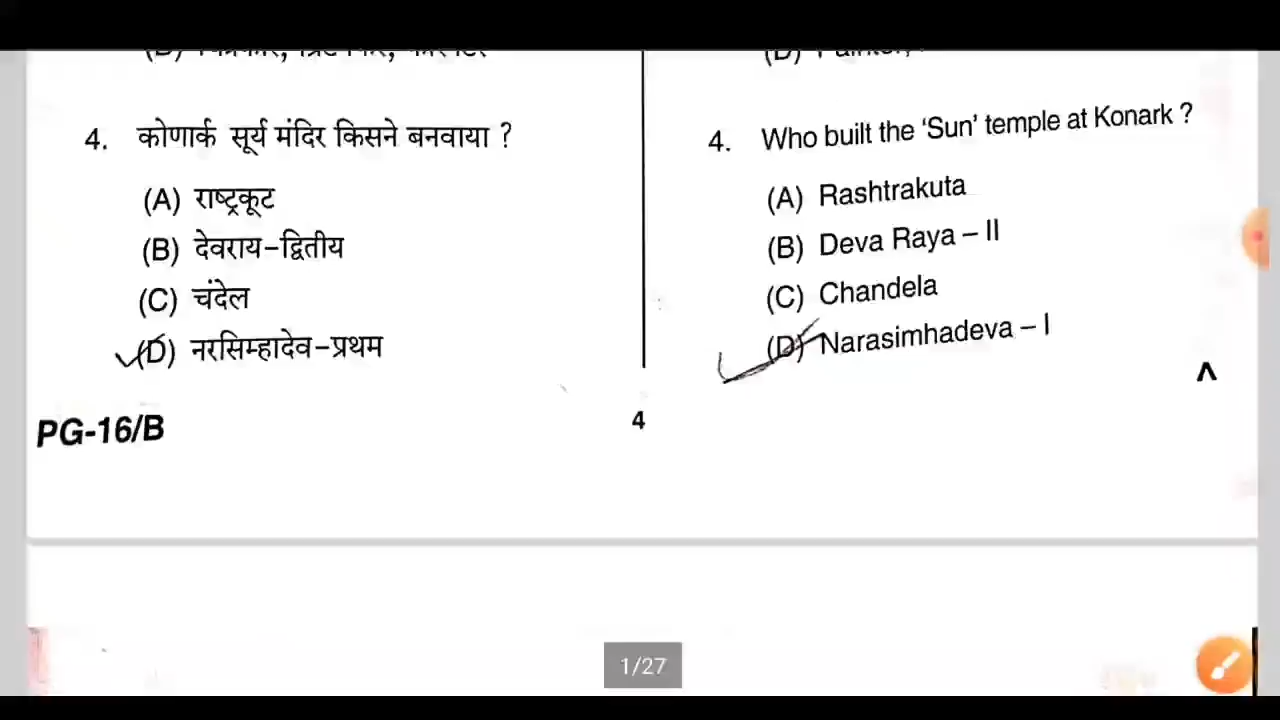 4. कोणार्क सूर्य मंदिर किसने बनवाया ?
(A) राष्ट्रकूट
(B) देवराय-द्वितीय
(C) चंदेल
(D) नरसिम्हादेव-प्रथम
4. Who built the ‘Sun’ temple at Konark ?
(A) Rashtrakuta
(B) Deva Raya – II
(C) Chandela
(D) Narasimhadeva – I
PG-16/B
4
1/27